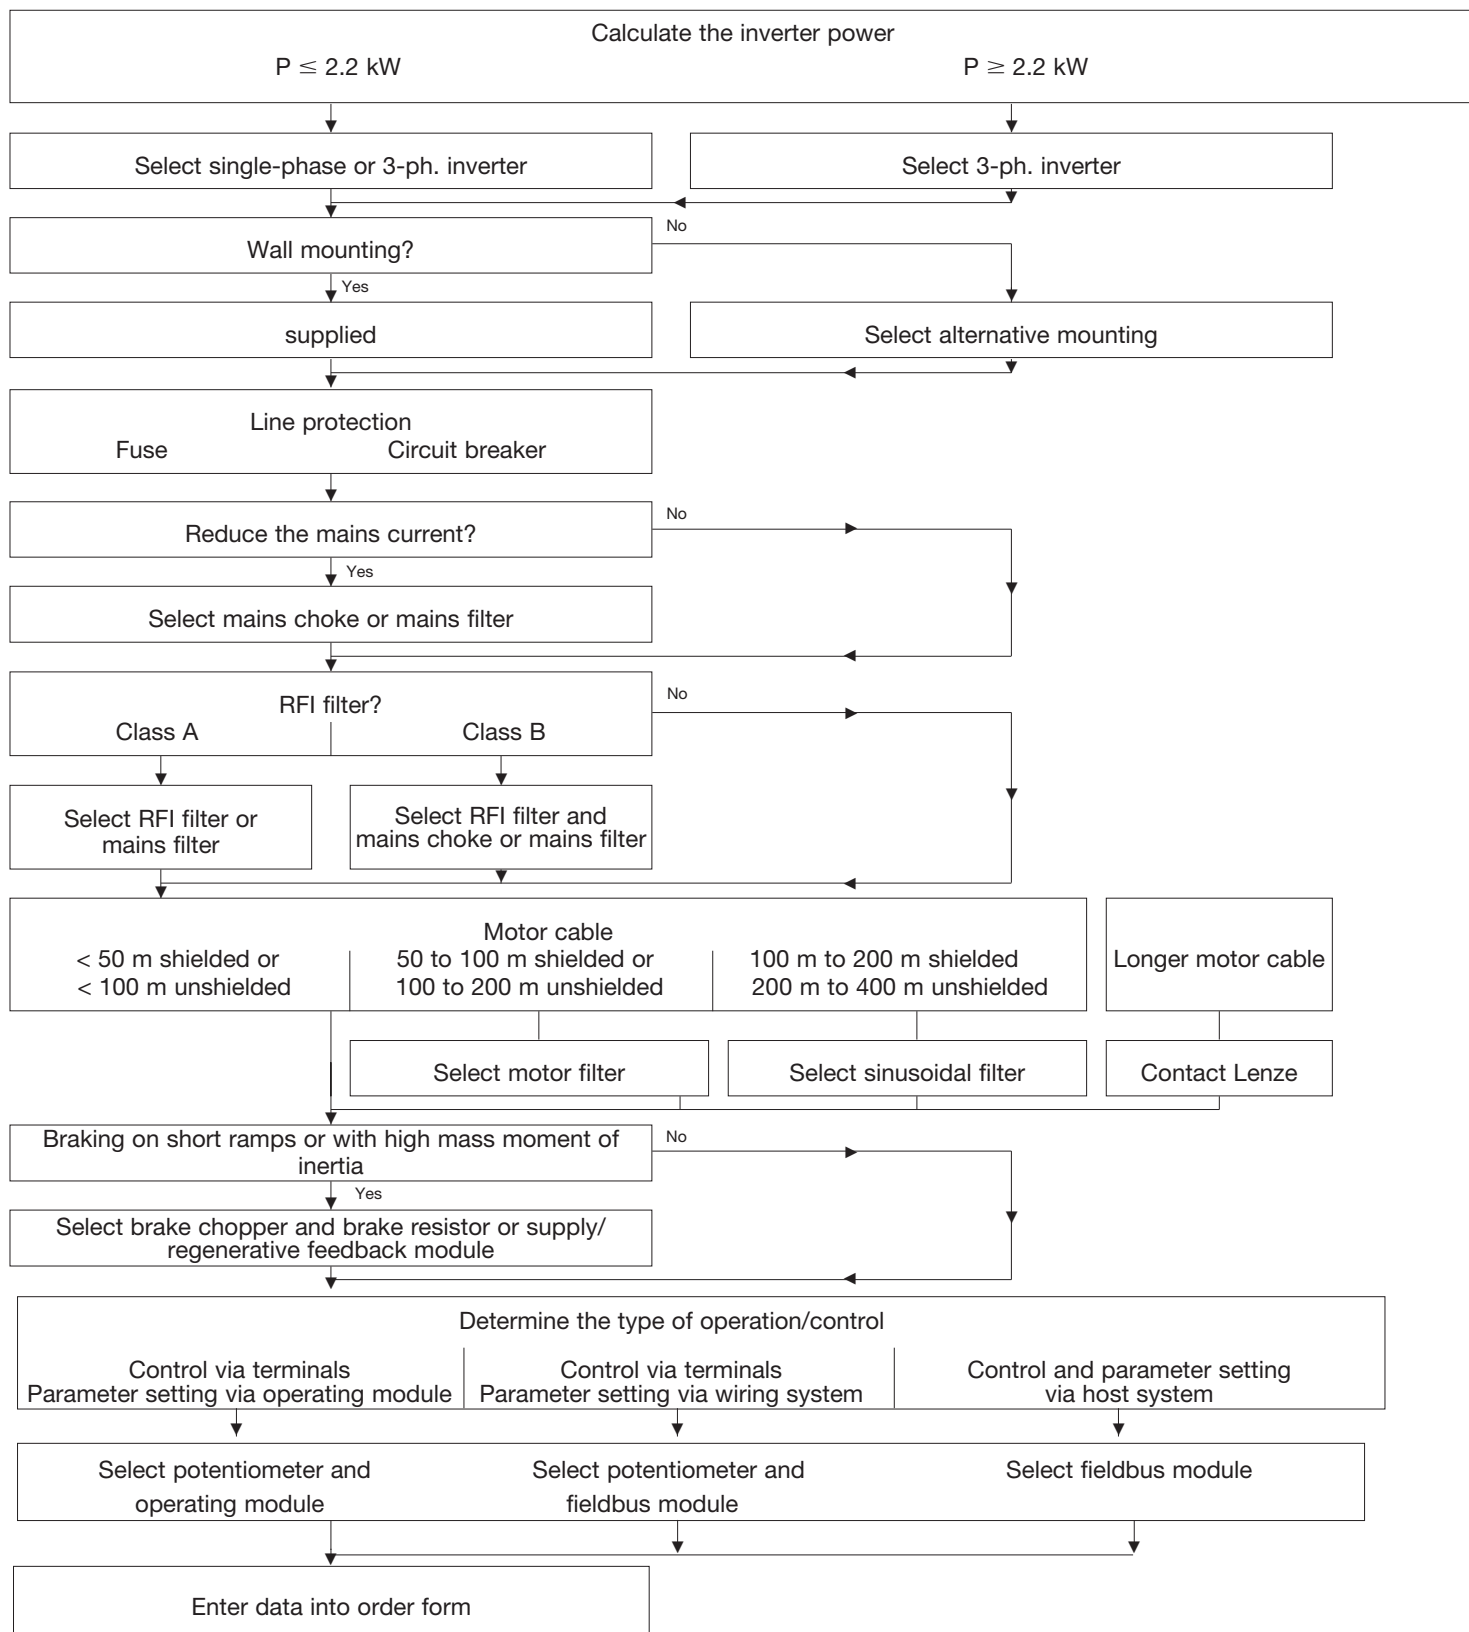 Calculate the inverter power
P ≤ 2.2 kW
P ≥ 2.2 kW
Select single-phase or 3-ph. inverter
Select 3-ph. inverter
Wall mounting?
No
Yes
supplied
Select alternative mounting
Line protection
Fuse
Circuit breaker
Reduce the mains current?
No
Yes
Select mains choke or mains filter
RFI filter?
No
Class A
Class B
Select RFI filter or
mains filter
Select RFI filter and
mains choke or mains filter
Motor cable
< 50 m shielded or
< 100 m unshielded
50 to 100 m shielded or
100 to 200 m unshielded
100 m to 200 m shielded
200 m to 400 m unshielded
Longer motor cable
Select motor filter
Select sinusoidal filter
Contact Lenze
Braking on short ramps or with high mass moment of
inertia
No
Yes
Select brake chopper and brake resistor or supply/
regenerative feedback module
Determine the type of operation/control
Control via terminals
Parameter setting via operating module
Control via terminals
Parameter setting via wiring system
Control and parameter setting
via host system
Select potentiometer and
operating module
Select potentiometer and
fieldbus module
Select fieldbus module
Enter data into order form